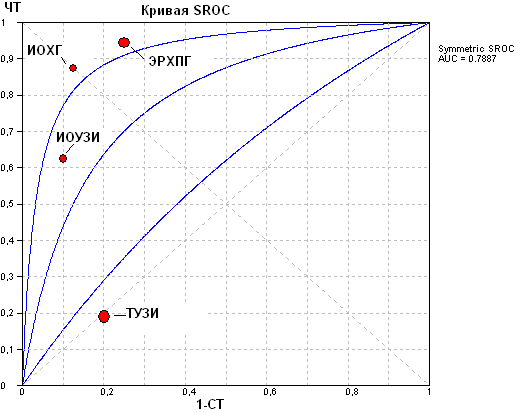 ЧТ
Кривая SROC
1
0,9
0,8
0,7
0,6
0,5
0,4
0,3
0,2
0,1
0
ИОХГ
ЭРХПГ
ИОУЗИ
ТУЗИ
Symmetric SROC
AUC = 0.7887
0 0,2 0,4 0,6 0,8 1
1-СТ